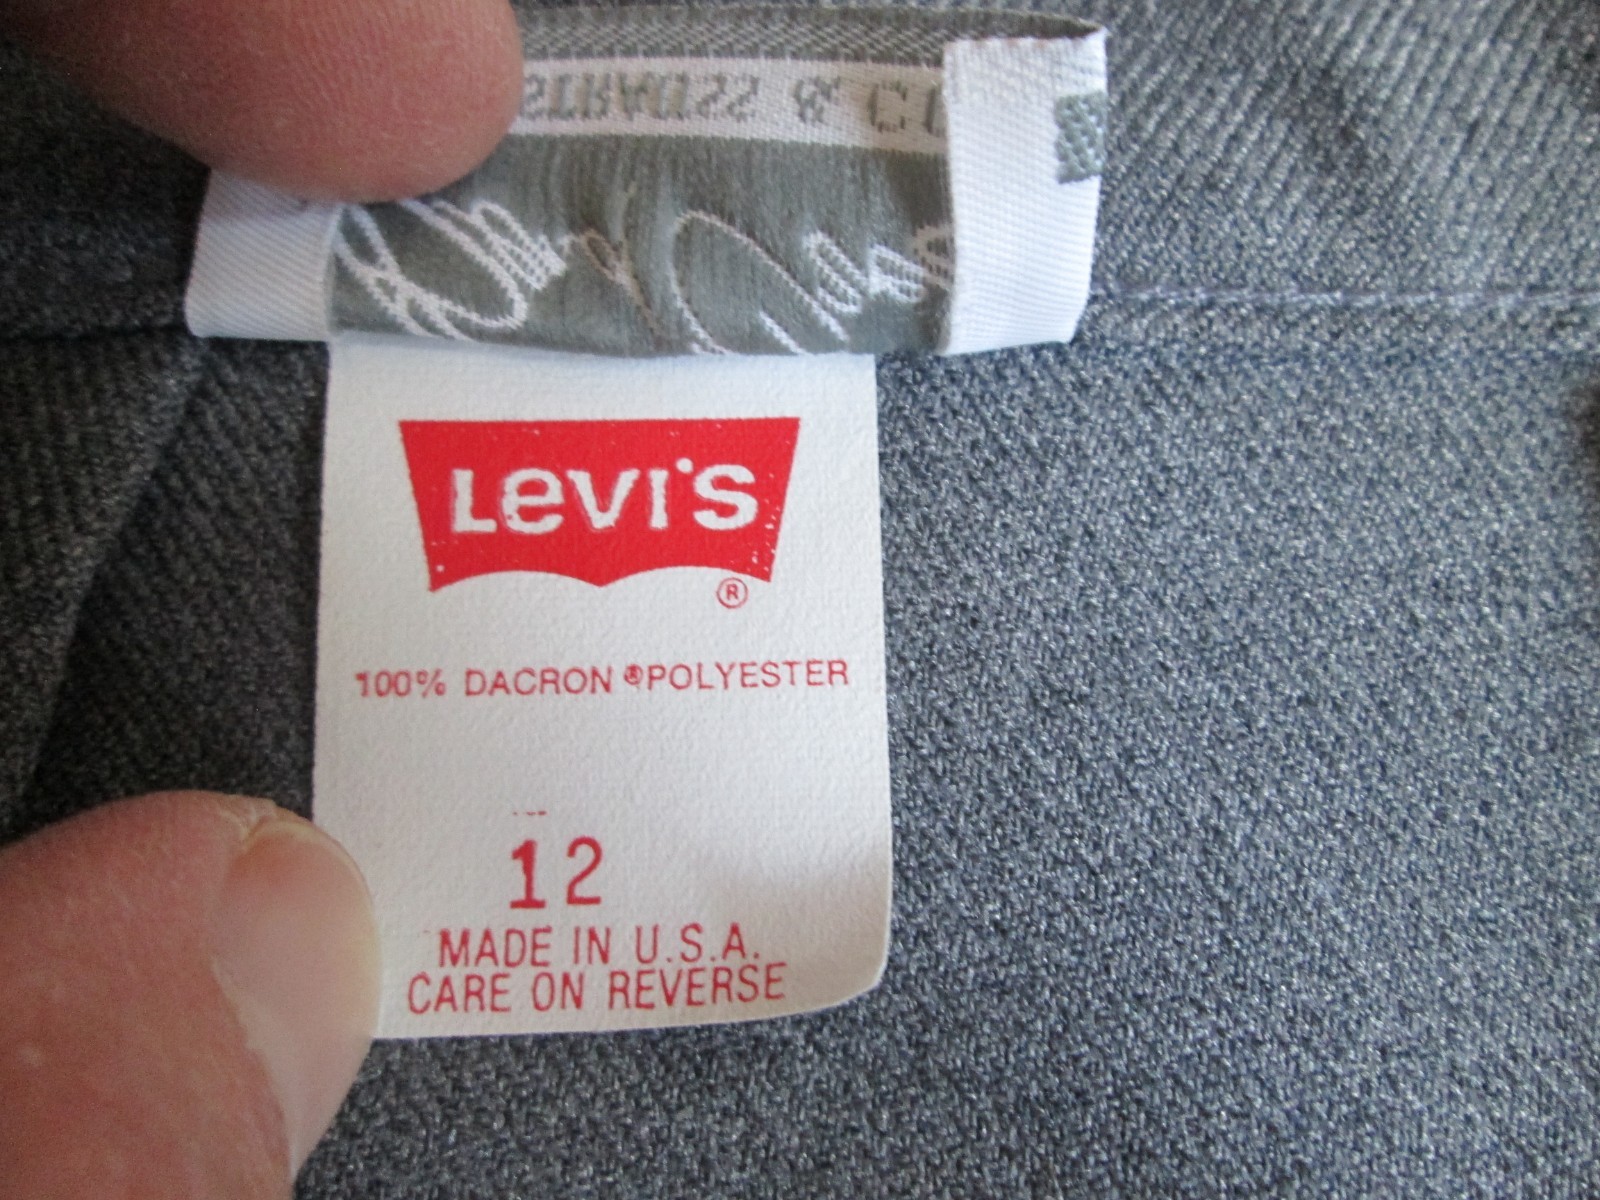 LEVI'S
®
100% DACRON ®POLYESTER
12
MADE IN U.S.A.
CARE ON REVERSE